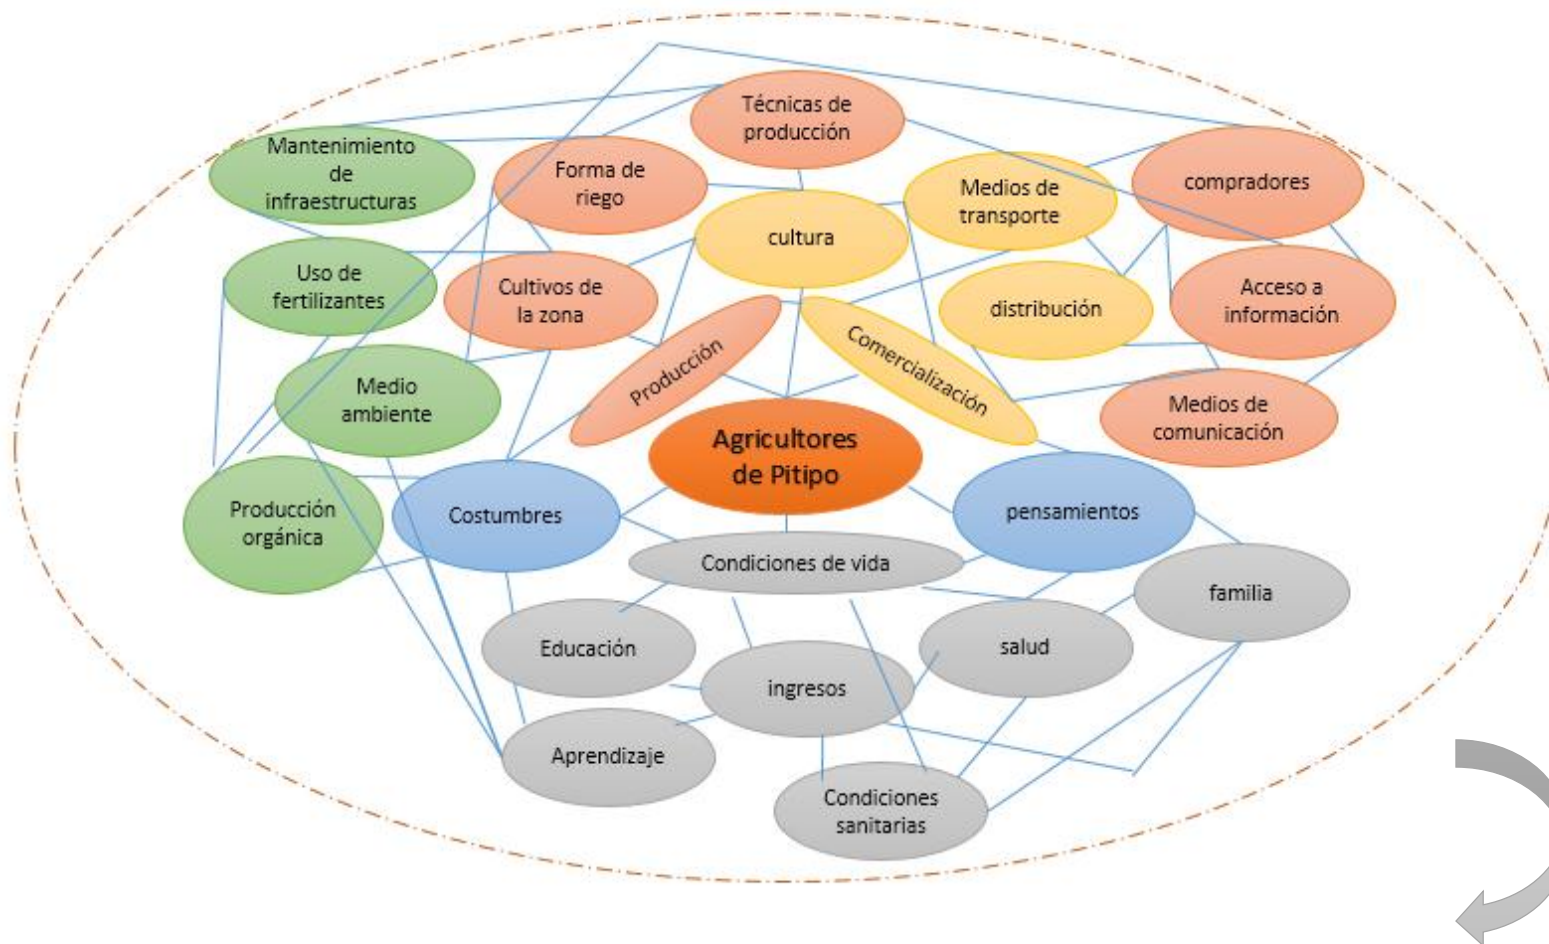 Técnicas de
producción
Mantenimiento
de
infraestructuras
Forma de
riego
Medios de
transporte
compradores
cultura
Uso de
fertilizantes
Cultivos de
la zona
distribución
Acceso a
información
Producción
Comercialización
Medio
ambiente
Medios de
comunicación
Agricultores
de Pitipo
Producción
orgánica
Costumbres
pensamientos
Condiciones de vida
familia
Educación
salud
ingresos
Aprendizaje
Condiciones
sanitarias